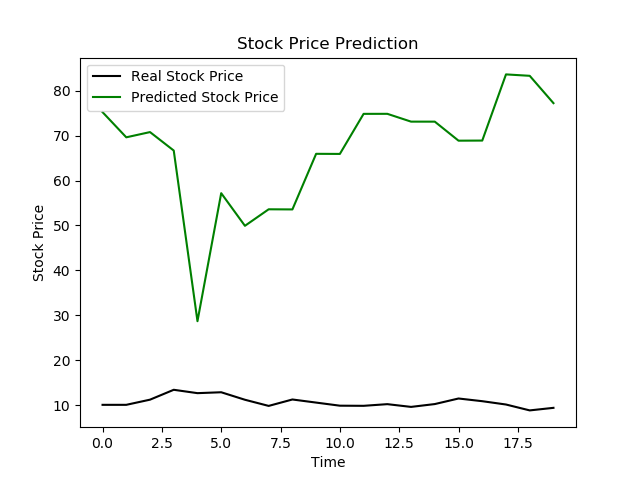 Stock Price Prediction
Real Stock Price
Predicted Stock Price
Stock Price
80
70
60
50
40
30
20
10
0.0 2.5 5.0 7.5 10.0 12.5 15.0 17.5
Time